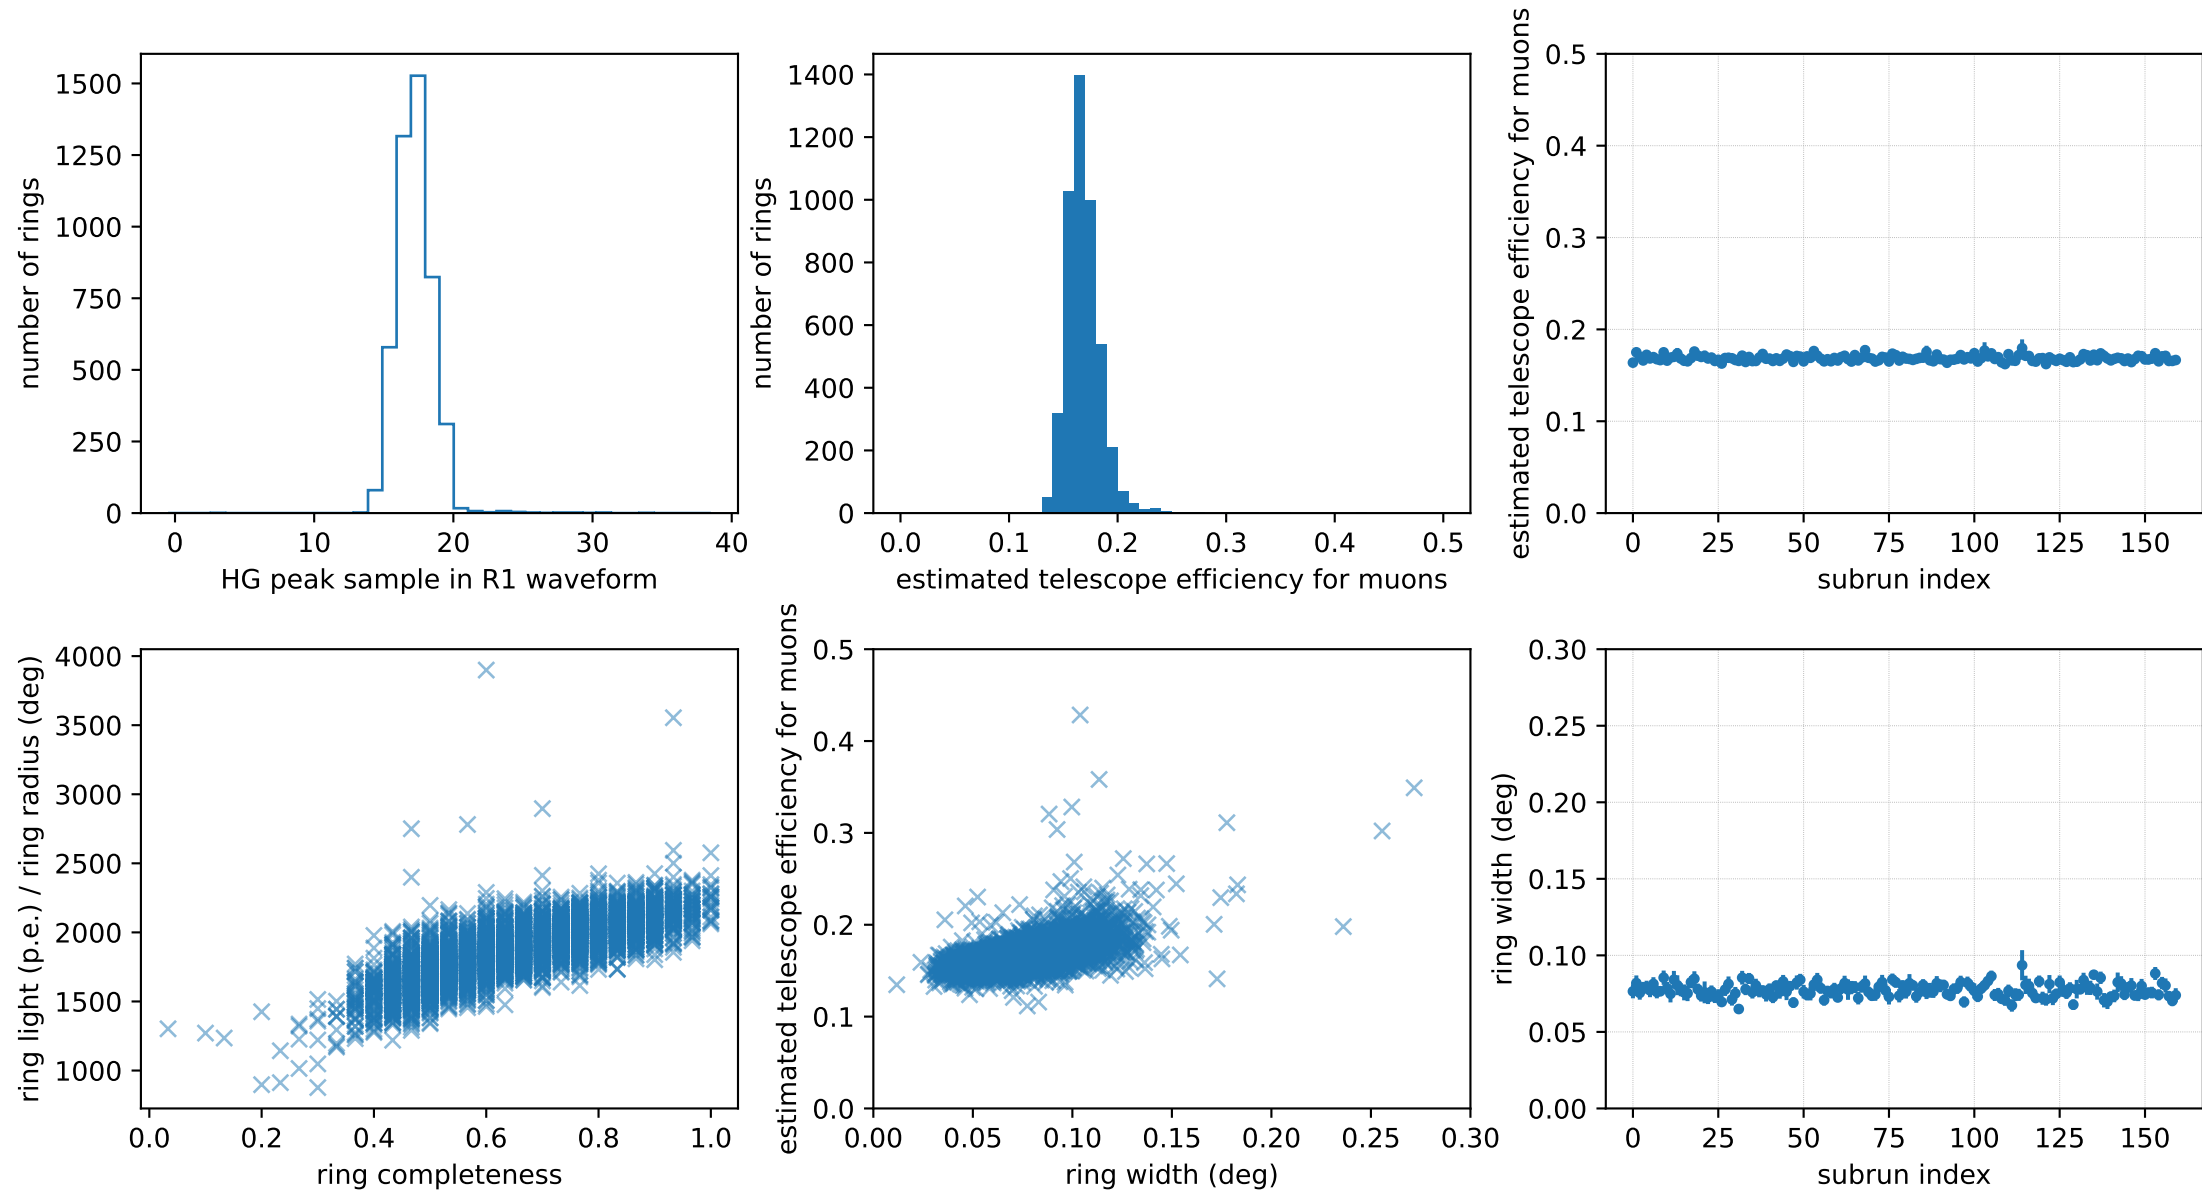 number of rings
1500
1250
1000
750
500
250
0
0 10 20 30 40
HG peak sample in R1 waveform
number of rings
1400
1200
1000
800
600
400
200
0
0.0 0.1 0.2 0.3 0.4 0.5
estimated telescope efficiency for muons
estimated telescope efficiency for muons
0.5
0.4
0.3
0.2
0.1
0.0
0 25 50 75 100 125 150
subrun index
ring light (p.e.) / ring radius (deg)
4000
3500
3000
2500
2000
1500
1000
0.0 0.2 0.4 0.6 0.8 1.0
ring completeness
estimated telescope efficiency for muons
0.5
0.4
0.3
0.2
0.1
0.0
0.00 0.05 0.10 0.15 0.20 0.25 0.30
ring width (deg)
ring width (deg)
0.30
0.25
0.20
0.15
0.10
0.05
0.00
0 25 50 75 100 125 150
subrun index